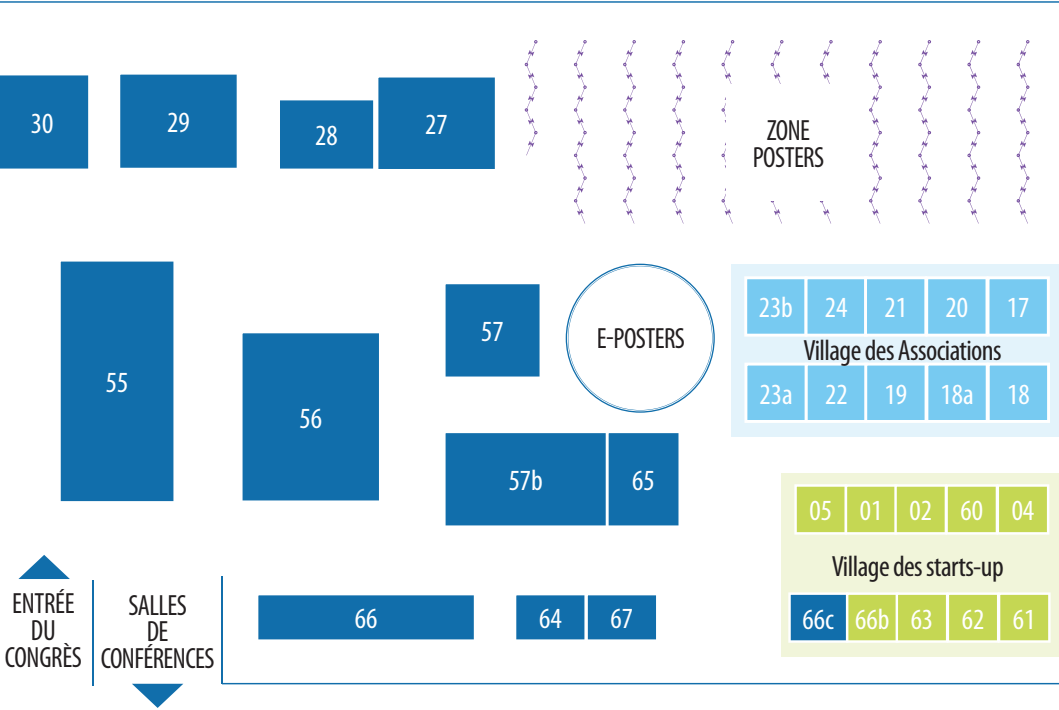 30
29
28
27
ZONE
POSTERS
55
56
57
E-POSTERS
57b
65
23b 24 21 20 17
Village des Associations
23a 22 19 18a 18
05 01 02 60 04
Village des starts-up
66c 66b 63 62 61
ENTRÉE
DU
CONGRÈS
SALLES
DE
CONFÉRENCES
66
64
67